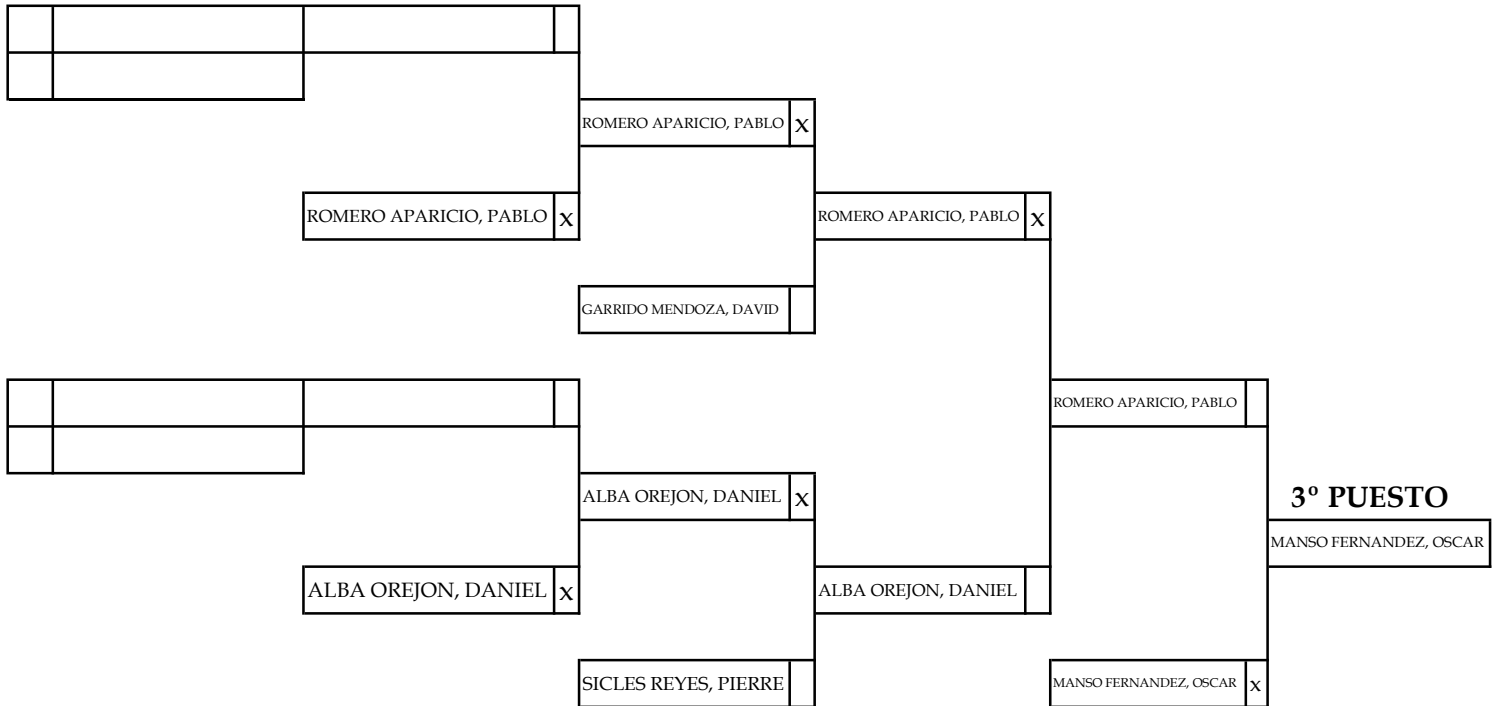 ROMERO APARICIO, PABLO x
ROMERO APARICIO, PABLO x
ROMERO APARICIO, PABLO x
GARRIDO MENDOZA, DAVID
ROMERO APARICIO, PABLO
ALBA OREJON, DANIEL x
3º PUESTO
MANSO FERNANDEZ, OSCAR
ALBA OREJON, DANIEL x
ALBA OREJON, DANIEL
SICLES REYES, PIERRE
MANSO FERNANDEZ, OSCAR x